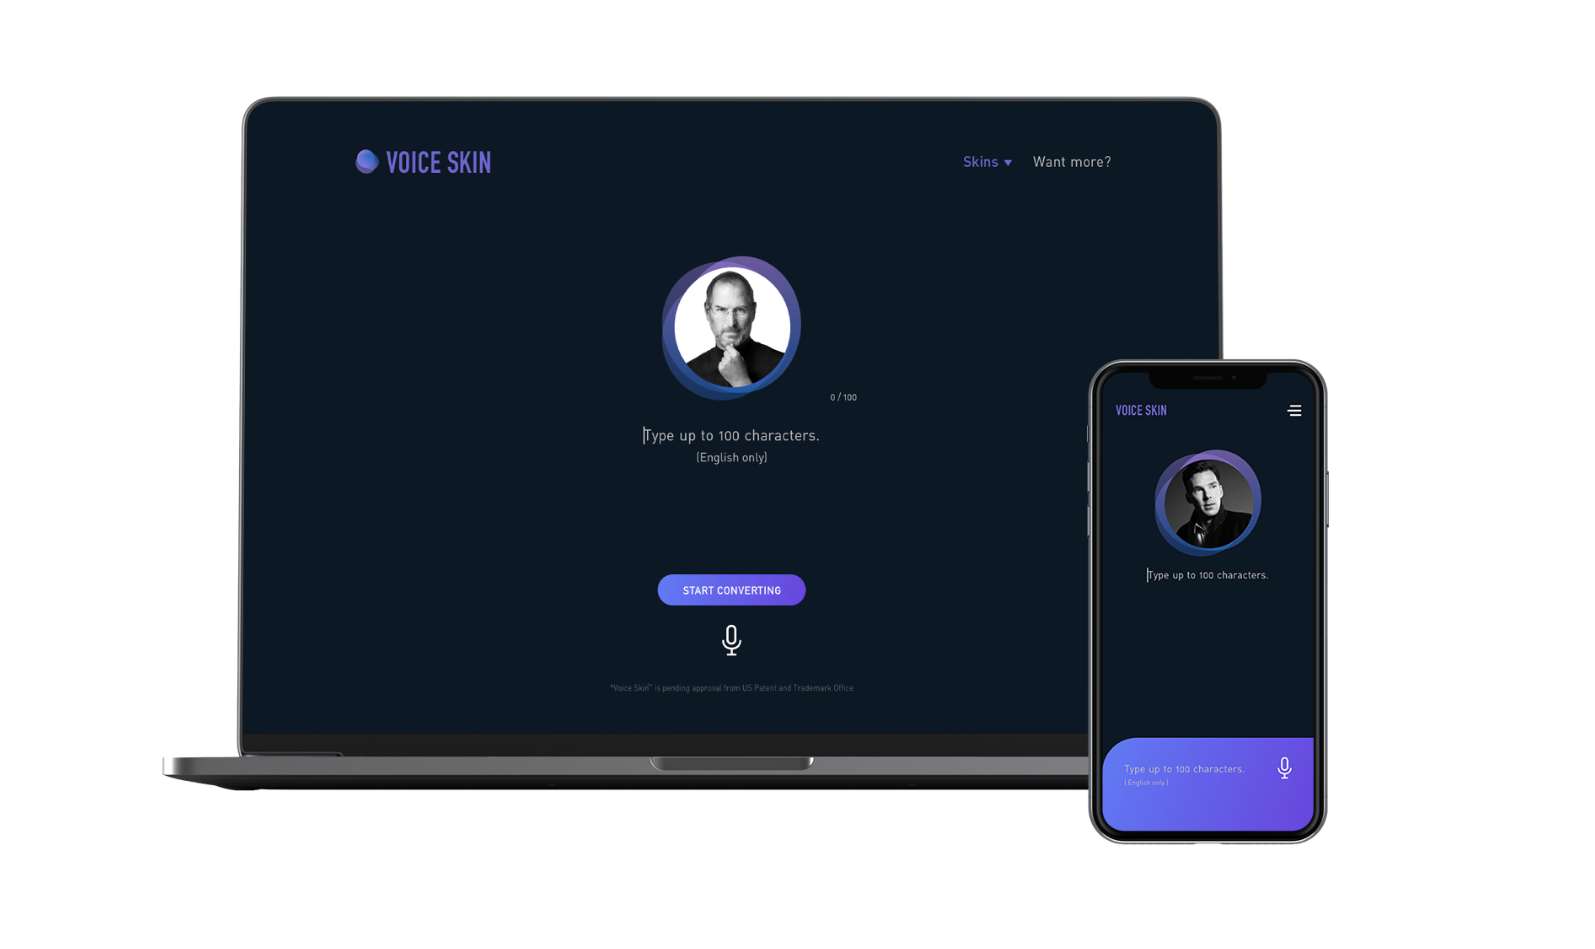 VOICE SKIN
Skins ▾ Want more?
0 / 100
Type up to 100 characters.
(English only)
START CONVERTING
"Voice Skin" is pending approval from US Patent and Trademark Office
VOICE SKIN
Type up to 100 characters.
Type up to 100 characters.
(English only)